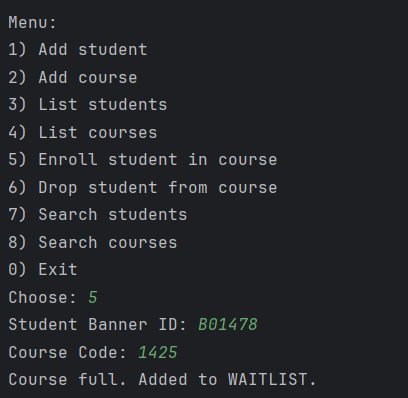 Menu:
1) Add student
2) Add course
3) List students
4) List courses
5) Enroll student in course
6) Drop student from course
7) Search students
8) Search courses
0) Exit
Choose: 5
Student Banner ID: B01478
Course Code: 1425
Course full. Added to WAITLIST.